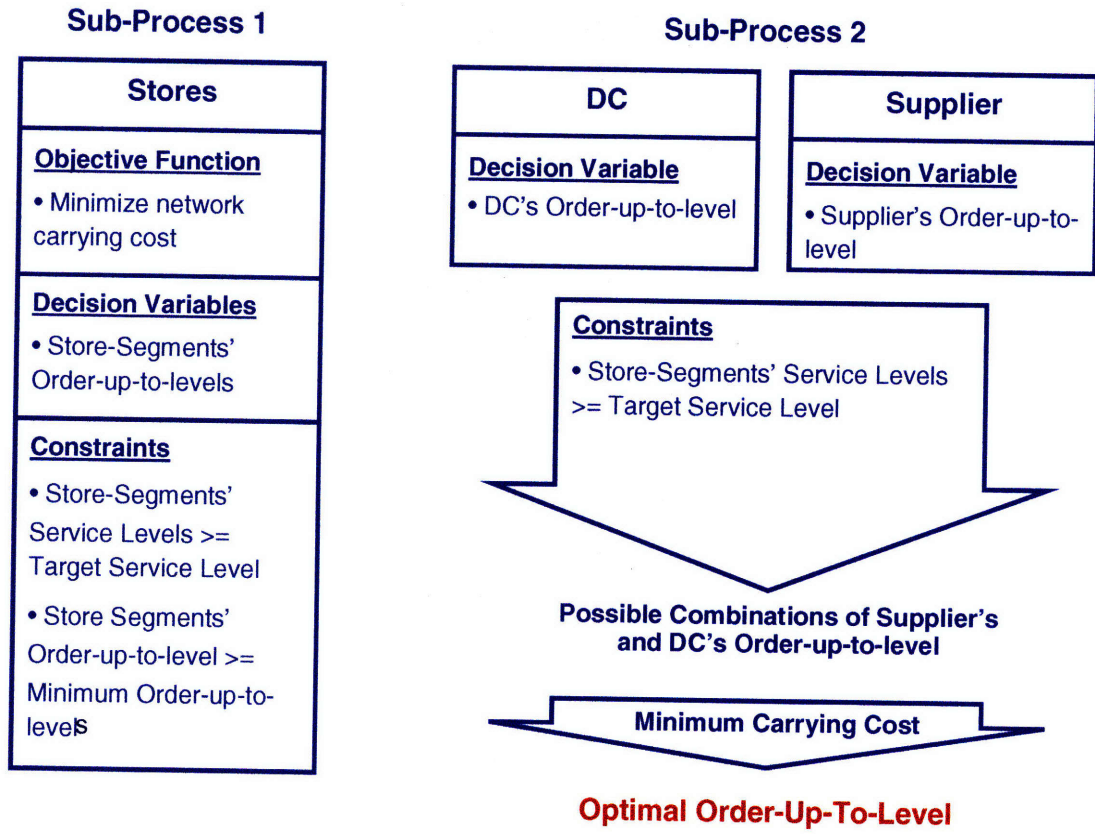 Sub-Process 1
Stores
Objective Function
• Minimize network
carrying cost
Decision Variables
• Store-Segments'
Order-up-to-levels
Constraints
• Store-Segments'
Service Levels >=
Target Service Level
• Store Segments'
Order-up-to-level >=
Minimum Order-up-to-
levels
Sub-Process 2
DC
Decision Variable
• DC's Order-up-to-level
Supplier
Decision Variable
• Supplier's Order-up-to-
level
Constraints
• Store-Segments' Service Levels
>= Target Service Level
Possible Combinations of Supplier's
and DC's Order-up-to-level
Minimum Carrying Cost
Optimal Order-Up-To-Level